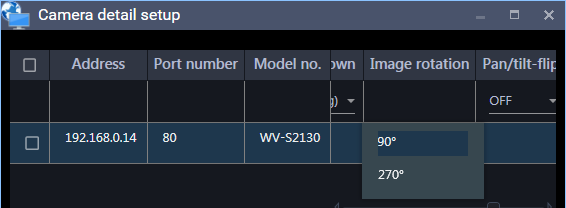 Camera detail setup
Address Port number Model no. own Image rotation Pan/tilt-flip
g) OFF
192.168.0.14 80 WV-S2130 90°
270°